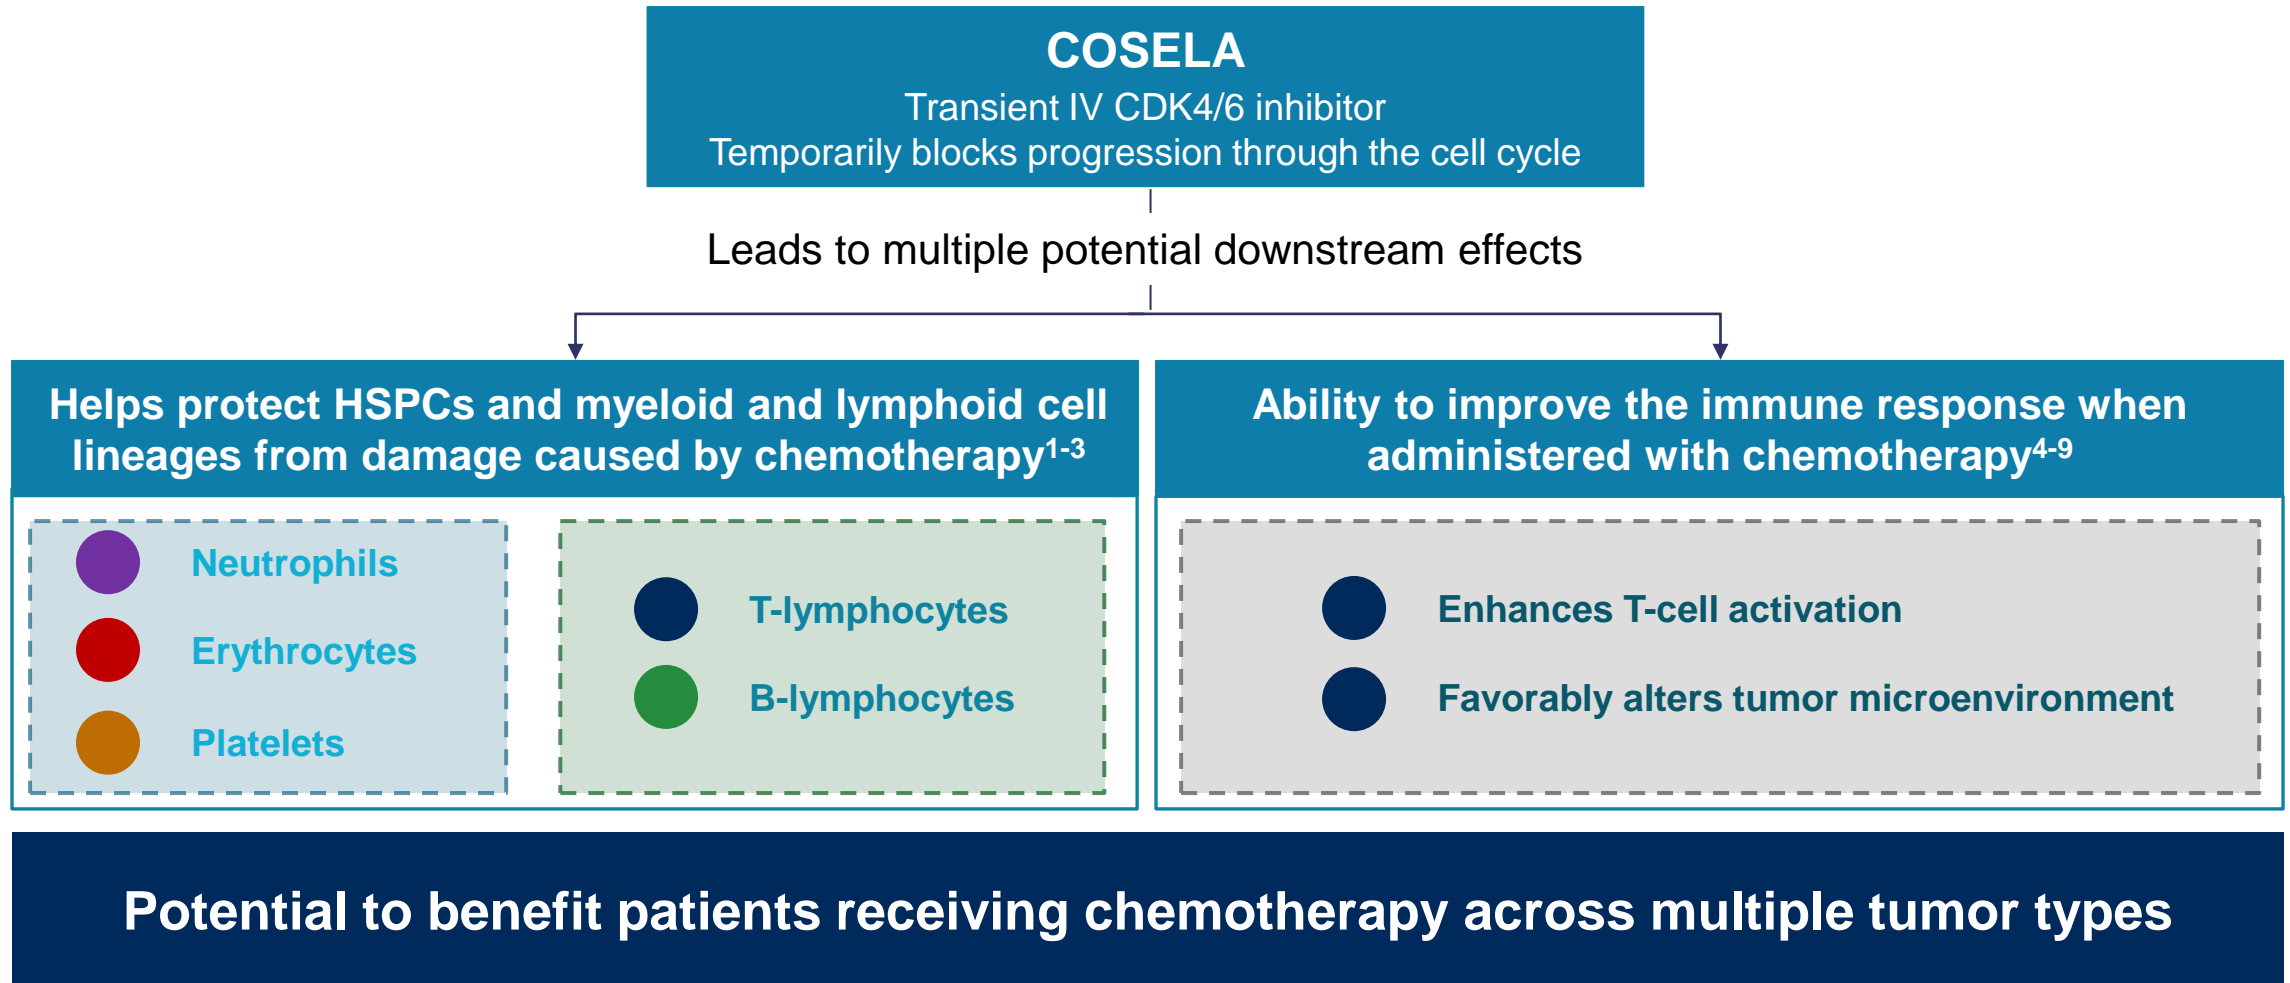 COSELA
Transient IV CDK4/6 inhibitor
Temporarily blocks progression through the cell cycle
Leads to multiple potential downstream effects
Helps protect HSPCs and myeloid and lymphoid cell
lineages from damage caused by chemotherapy1-3
Neutrophils
Erythrocytes
Platelets
T-lymphocytes
B-lymphocytes
Ability to improve the immune response when
administered with chemotherapy4-9
Enhances T-cell activation
Favorably alters tumor microenvironment
Potential to benefit patients receiving chemotherapy across multiple tumor types